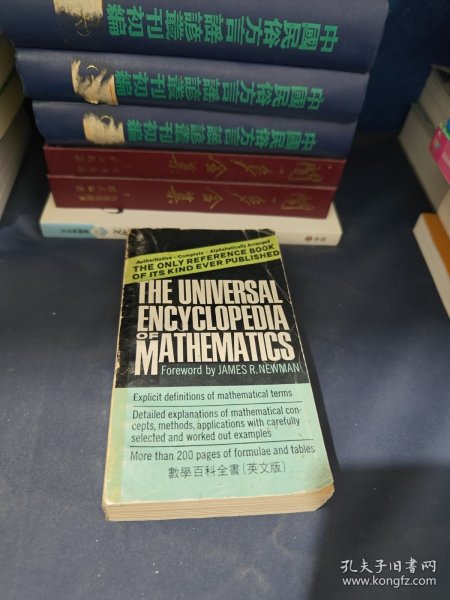 中國民俗方言謠諺叢刊初編
中國民俗方言謠諺叢刊初編
中國民俗方言謠諺叢刊初編
Authoritative - Complete - Alphabetically Arranged
THE ONLY REFERENCE BOOK
OF ITS KIND EVER PUBLISHED
THE UNIVERSAL
ENCYCLOPEDIA
OF MATHEMATICS
Foreword by JAMES R. NEWMAN
Explicit definitions of mathematical terms
Detailed explanations of mathematical con-
cepts, methods, applications with carefully
selected and worked out examples
More than 200 pages of formulae and tables
數學百科全書(英文版)
孔夫子旧书网
www.kongfz.com